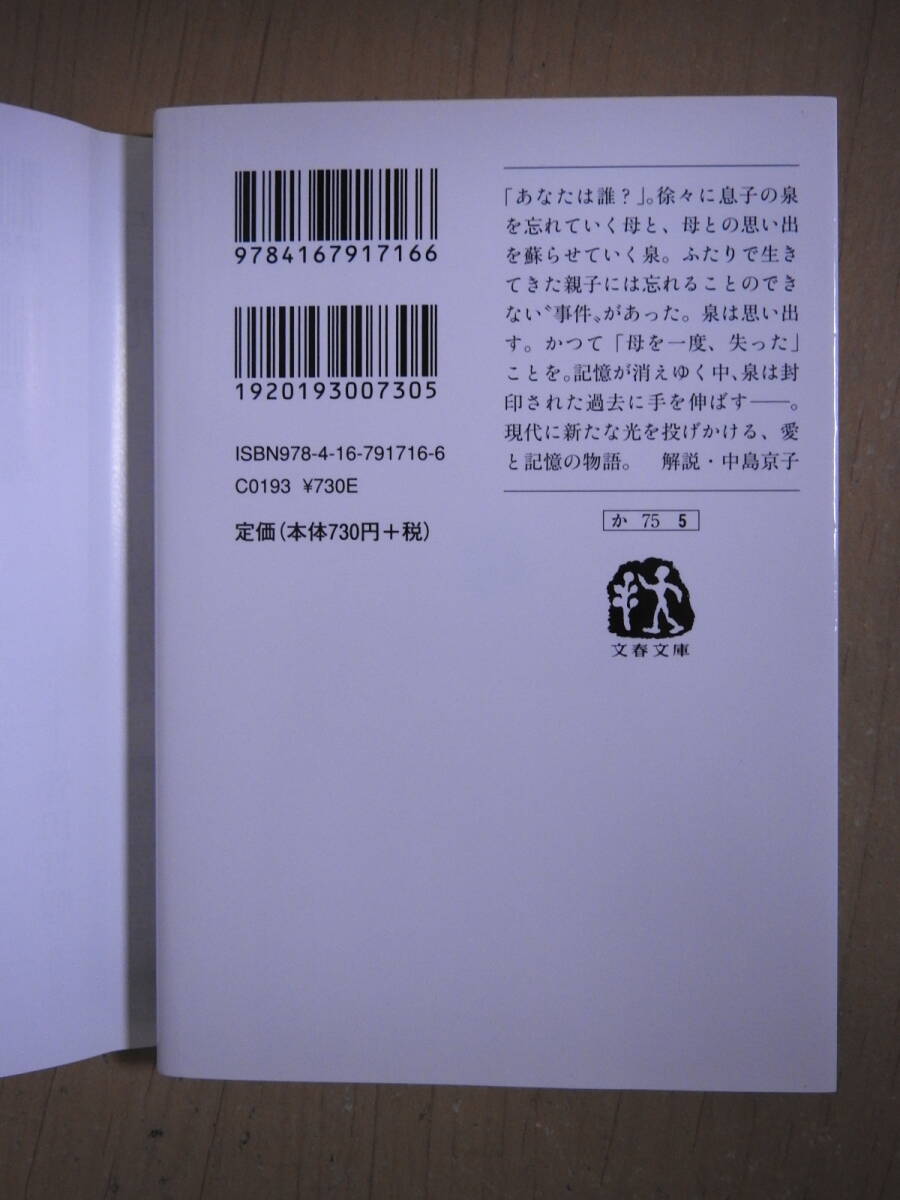 9784167917166
1920193007305
ISBN978-4-16-791716-6
C0193 ¥730E
定価(本体730円+税)
「あなたは誰？」。徐々に息子の泉
を忘れていく母と、母との思い出
を蘇らせていく泉。ふたりで生き
てきた親子には忘れることのでき
ない〝事件〟があった。泉は思い出
す。かつて「母を一度、失った」
ことを。記憶が消えゆく中、泉は封
印された過去に手を伸ばす――。
現代に新たな光を投げかける、愛
と記憶の物語。　解説・中島京子
か 75 5
文春文庫